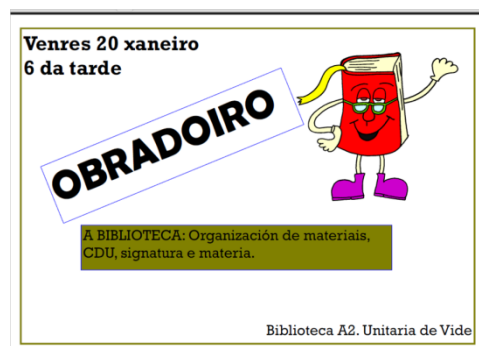 Venres 20 xaneiro
6 da tarde
OBRADOIRO
A BIBLIOTECA: Organización de materiais,
CDU, signatura e materia.
Biblioteca A2. Unitaria de Vide